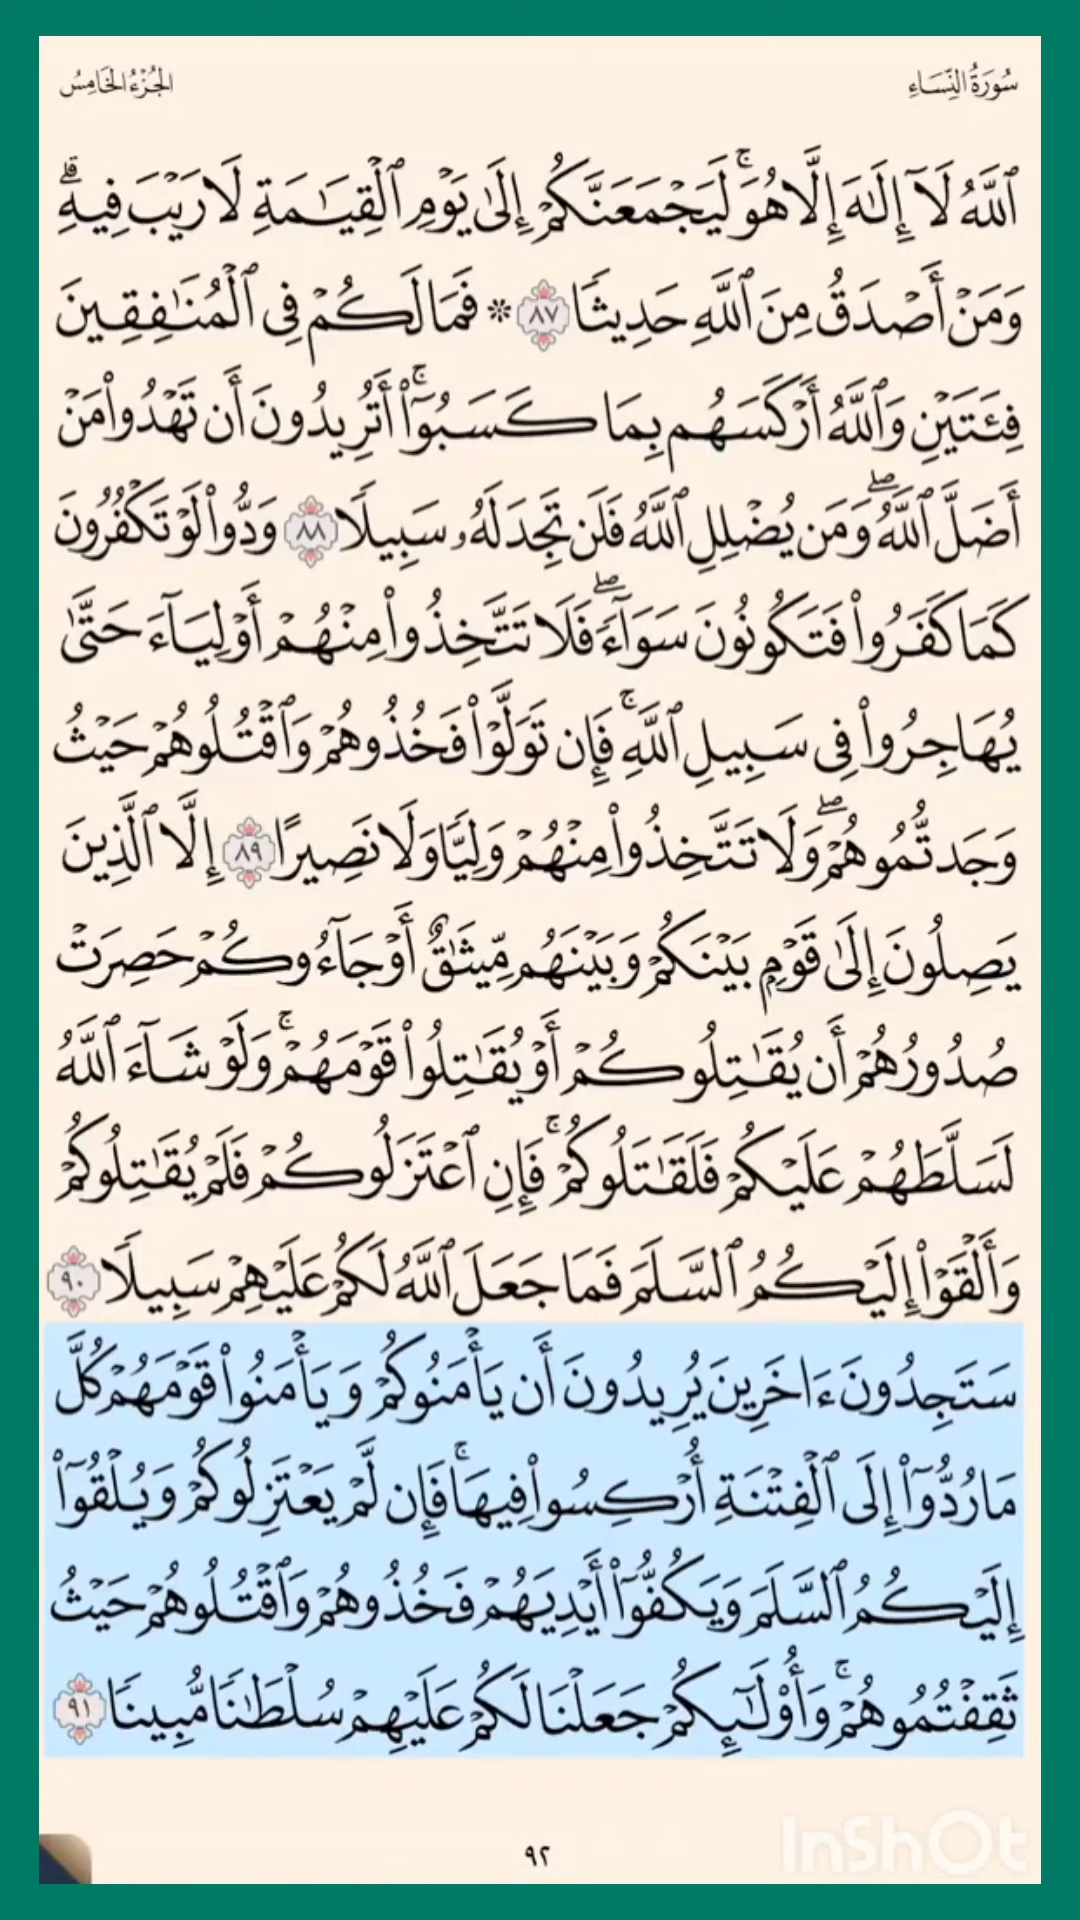 سُورَةُ النِّسَاءِ
الجُزْءُ الخَامِسُ
ٱللَّهُ لَآ إِلَٰهَ إِلَّا هُوَۚ لَيَجْمَعَنَّكُمْ إِلَىٰ يَوْمِ ٱلْقِيَٰمَةِ لَا رَيْبَ فِيهِۗ
وَمَنْ أَصْدَقُ مِنَ ٱللَّهِ حَدِيثًا ٨٧ * فَمَا لَكُمْ فِى ٱلْمُنَٰفِقِينَ
فِئَتَيْنِ وَٱللَّهُ أَرْكَسَهُم بِمَا كَسَبُوٓا۟ۚ أَتُرِيدُونَ أَن تَهْدُوا۟ مَنْ
أَضَلَّ ٱللَّهُۖ وَمَن يُضْلِلِ ٱللَّهُ فَلَن تَجِدَ لَهُۥ سَبِيلًا ٨٨ وَدُّوا۟ لَوْ تَكْفُرُونَ
كَمَا كَفَرُوا۟ فَتَكُونُونَ سَوَآءًۖ فَلَا تَتَّخِذُوا۟ مِنْهُمْ أَوْلِيَآءَ حَتَّىٰ
يُهَاجِرُوا۟ فِى سَبِيلِ ٱللَّهِۚ فَإِن تَوَلَّوْا۟ فَخُذُوهُمْ وَٱقْتُلُوهُمْ حَيْثُ
وَجَدتُّمُوهُمْۖ وَلَا تَتَّخِذُوا۟ مِنْهُمْ وَلِيًّا وَلَا نَصِيرًا ٨٩ إِلَّا ٱلَّذِينَ
يَصِلُونَ إِلَىٰ قَوْمٍۭ بَيْنَكُمْ وَبَيْنَهُم مِّيثَٰقٌ أَوْ جَآءُوكُمْ حَصِرَتْ
صُدُورُهُمْ أَن يُقَٰتِلُوكُمْ أَوْ يُقَٰتِلُوا۟ قَوْمَهُمْۚ وَلَوْ شَآءَ ٱللَّهُ
لَسَلَّطَهُمْ عَلَيْكُمْ فَلَقَٰتَلُوكُمْۚ فَإِنِ ٱعْتَزَلُوكُمْ فَلَمْ يُقَٰتِلُوكُمْ
وَأَلْقَوْا۟ إِلَيْكُمُ ٱلسَّلَمَ فَمَا جَعَلَ ٱللَّهُ لَكُمْ عَلَيْهِمْ سَبِيلًا ٩٠
سَتَجِدُونَ ءَاخَرِينَ يُرِيدُونَ أَن يَأْمَنُوكُمْ وَيَأْمَنُوا۟ قَوْمَهُمْ كُلَّ
مَا رُدُّوٓا۟ إِلَى ٱلْفِتْنَةِ أُرْكِسُوا۟ فِيهَاۚ فَإِن لَّمْ يَعْتَزِلُوكُمْ وَيُلْقُوٓا۟
إِلَيْكُمُ ٱلسَّلَمَ وَيَكُفُّوٓا۟ أَيْدِيَهُمْ فَخُذُوهُمْ وَٱقْتُلُوهُمْ حَيْثُ
ثَقِفْتُمُوهُمْۚ وَأُو۟لَٰٓئِكُمْ جَعَلْنَا لَكُمْ عَلَيْهِمْ سُلْطَٰنًا مُّبِينًا ٩١
٩٢
InShOt